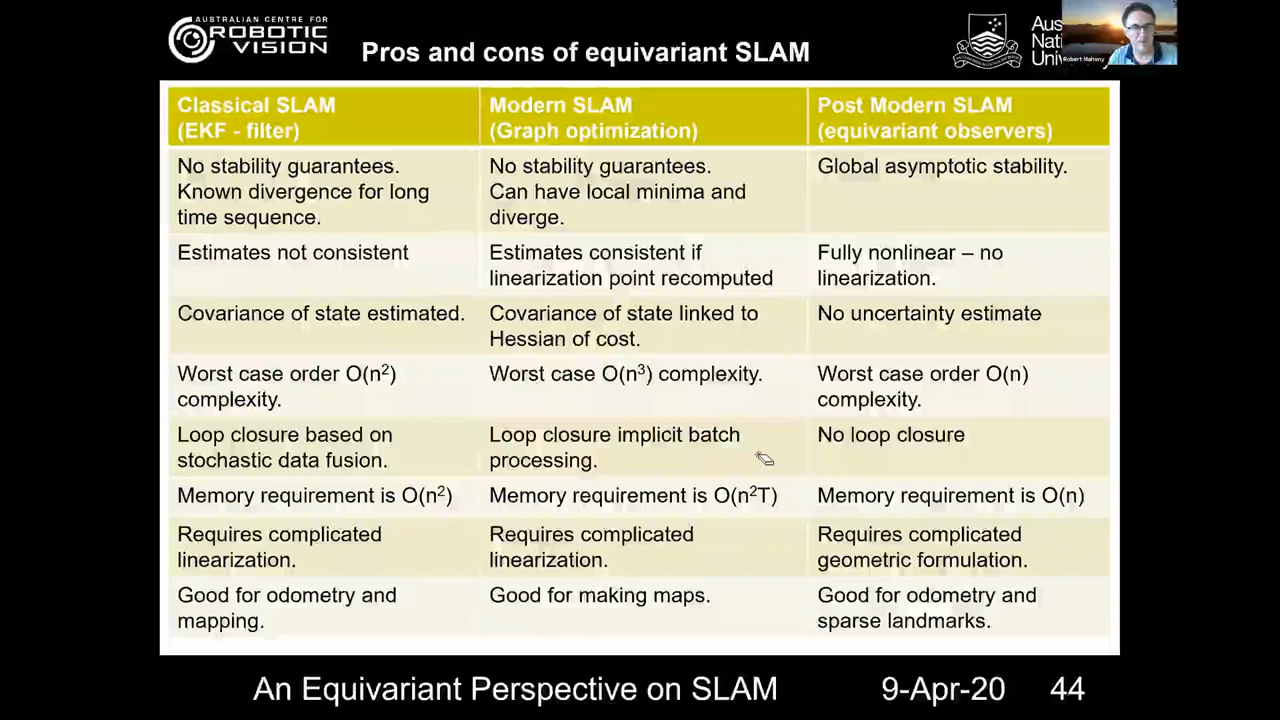 AUSTRALIAN CENTRE FOR
ROBOTIC
VISION
Pros and cons of equivariant SLAM
Robert Mahony
Classical SLAM
(EKF - filter)
Modern SLAM
(Graph optimization)
Post Modern SLAM
(equivariant observers)
No stability guarantees.
Known divergence for long
time sequence.
No stability guarantees.
Can have local minima and
diverge.
Global asymptotic stability.
Estimates not consistent
Estimates consistent if
linearization point recomputed
Fully nonlinear – no
linearization.
Covariance of state estimated.
Covariance of state linked to
Hessian of cost.
No uncertainty estimate
Worst case order O(n²)
complexity.
Worst case O(n³) complexity.
Worst case order O(n)
complexity.
Loop closure based on
stochastic data fusion.
Loop closure implicit batch
processing.
No loop closure
Memory requirement is O(n²)
Memory requirement is O(n²T)
Memory requirement is O(n)
Requires complicated
linearization.
Requires complicated
linearization.
Requires complicated
geometric formulation.
Good for odometry and
mapping.
Good for making maps.
Good for odometry and
sparse landmarks.
An Equivariant Perspective on SLAM
9-Apr-20
44